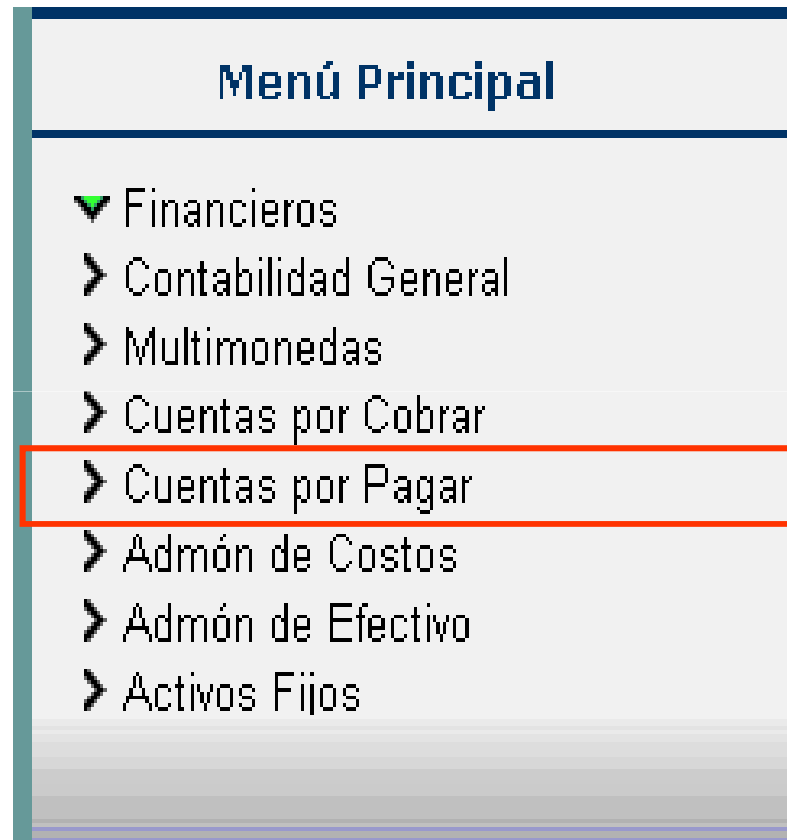 Menú Principal
Financieros
Contabilidad General
Multimonedas
Cuentas por Cobrar
Cuentas por Pagar
Admón de Costos
Admón de Efectivo
Activos Fijos